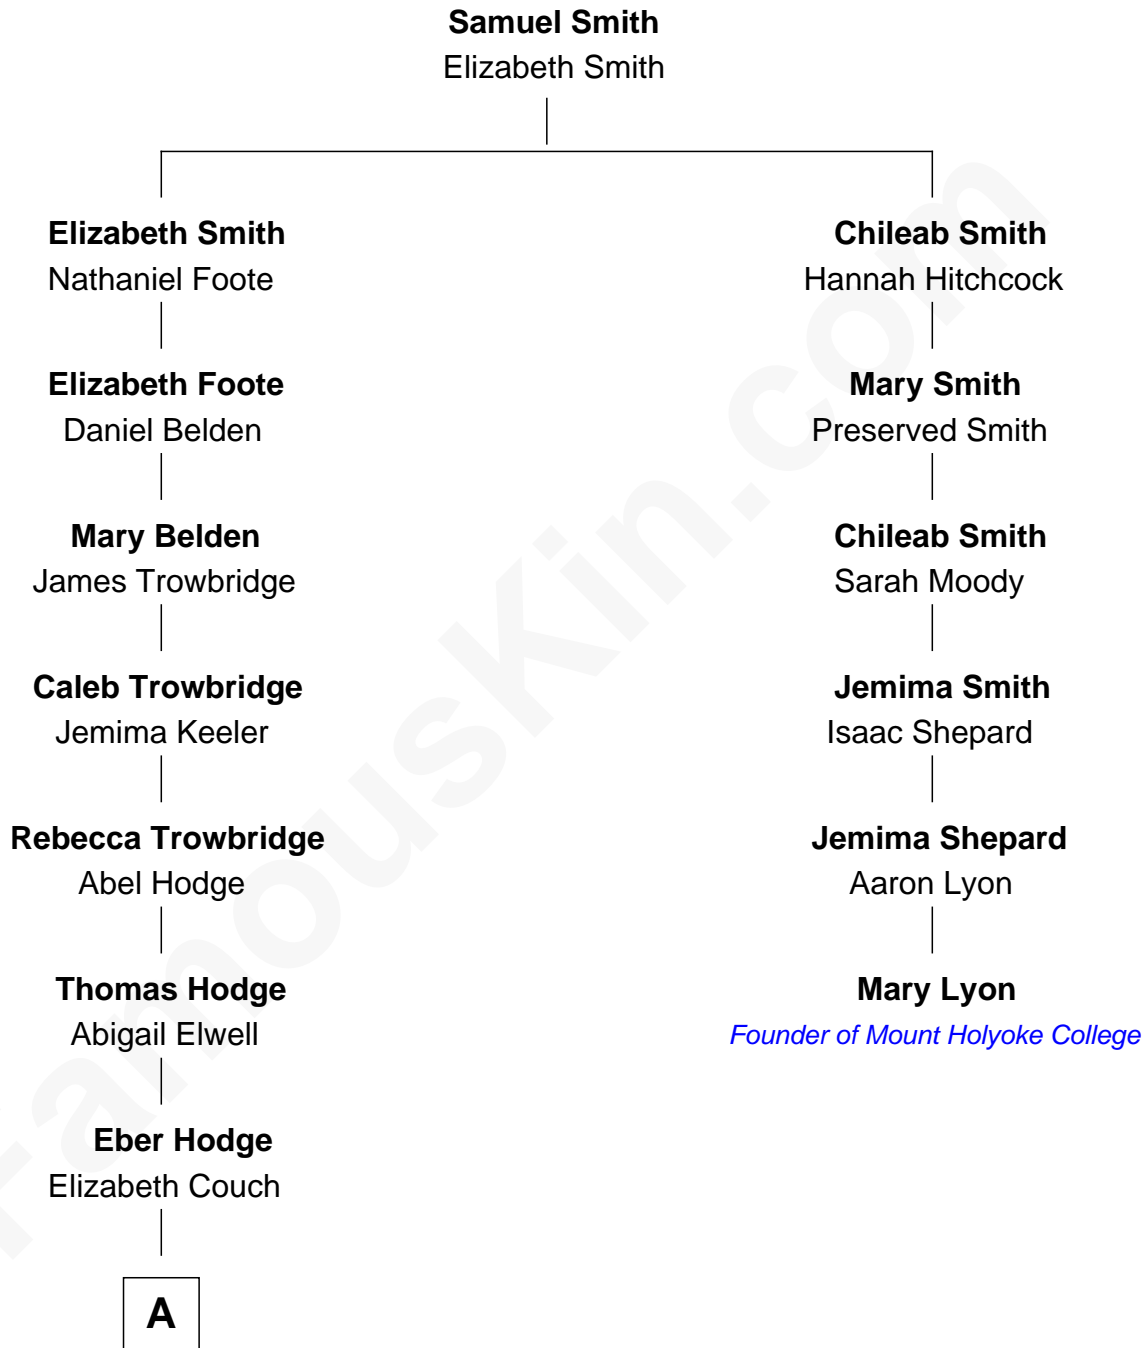 Samuel Smith
Elizabeth Smith
Elizabeth Smith
Nathaniel Foote
Elizabeth Foote
Daniel Belden
Mary Belden
James Trowbridge
Caleb Trowbridge
Jemima Keeler
Rebecca Trowbridge
Abel Hodge
Thomas Hodge
Abigail Elwell
Eber Hodge
Elizabeth Couch
A
Chileab Smith
Hannah Hitchcock
Mary Smith
Preserved Smith
Chileab Smith
Sarah Moody
Jemima Smith
Isaac Shepard
Jemima Shepard
Aaron Lyon
Mary Lyon
Founder of Mount Holyoke College
FamousKin.com